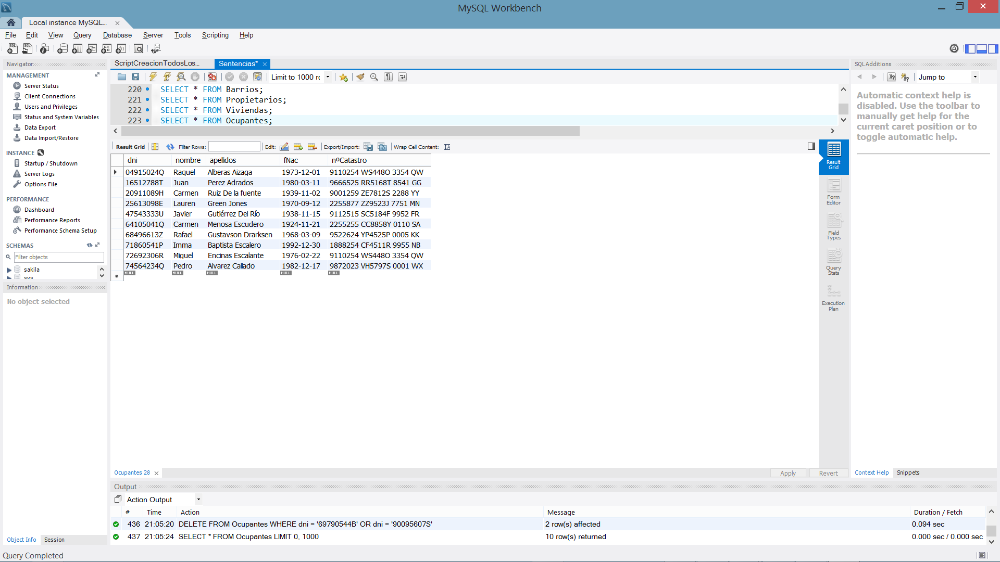 MySQL Workbench
Local instance MySQL...
File Edit View Query Database Server Tools Scripting Help
Navigator
MANAGEMENT
Server Status
Client Connections
Users and Privileges
Status and System Variables
Data Export
Data Import/Restore
INSTANCE
Startup / Shutdown
Server Logs
Options File
PERFORMANCE
Dashboard
Performance Reports
Performance Schema Setup
SCHEMAS
Filter objects
sakila
sys
Information
No object selected
Object Info Session
ScriptCreacionTodosLos... Sentencias*
Limit to 1000 rc
220 SELECT * FROM Barrios;
221 SELECT * FROM Propietarios;
222 SELECT * FROM Viviendas;
223 SELECT * FROM Ocupantes;
Result Grid Filter Rows: Edit: Export/Import: Wrap Cell Content:
dni nombre apellidos fNac nºCatastro
04915024Q Raquel Alberas Aizaga 1973-12-01 9110254 WS448O 3354 QW
16512788T Juan Perez Adrados 1980-03-11 9666525 RR5168T 8541 GG
20911089H Carmen Ruiz De la fuente 1939-11-02 9001259 ZE7812S 2288 YY
25613098E Lauren Green Jones 1970-09-12 2255877 ZZ9523J 7751 MN
47543333U Javier Gutiérrez Del Río 1938-11-15 9112515 SC5184F 9952 FR
64105041Q Carmen Menosa Escudero 1924-11-21 2255255 CC8858Y 0110 SA
68496613Z Rafael Gustavson Drarksen 1968-03-09 9522624 YP4525P 0005 KK
71860541P Imma Baptista Escalero 1992-12-30 1888254 CF4511R 9955 NB
72692306R Miguel Encinas Escalante 1976-02-22 9110254 WS448O 3354 QW
74564234Q Pedro Alvarez Callado 1982-12-17 9872023 VH5797S 0001 WX
NULL NULL NULL NULL NULL
Result
Grid
Form
Editor
Field
Types
Query
Stats
Execution
Plan
Ocupantes 28
Apply Revert
SQLAdditions
Jump to
Automatic context help is
disabled. Use the toolbar to
manually get help for the
current caret position or to
toggle automatic help.
Context Help Snippets
Output
Action Output
# Time Action Message Duration / Fetch
436 21:05:20 DELETE FROM Ocupantes WHERE dni = '69790544B' OR dni = '90095607S' 2 row(s) affected 0.094 sec
437 21:05:24 SELECT * FROM Ocupantes LIMIT 0, 1000 10 row(s) returned 0.000 sec / 0.000 sec
Query Completed